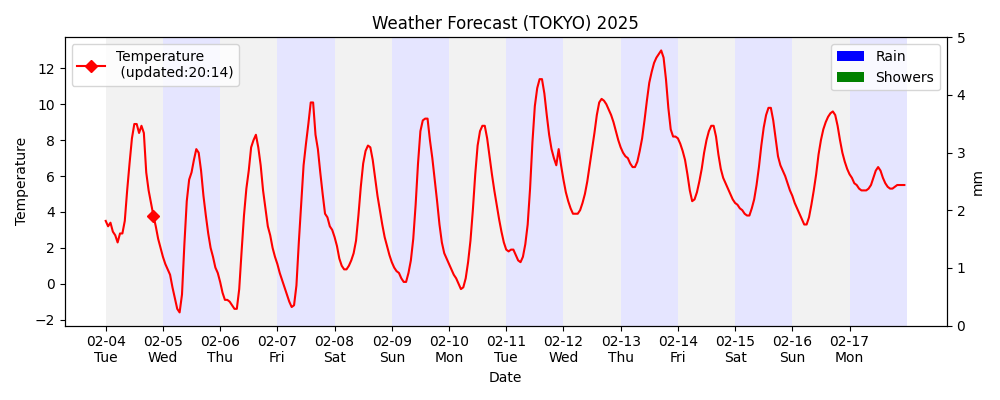 Weather Forecast (TOKYO) 2025
Temperature
(updated:20:14)
Rain
Showers
Temperature
12
10
8
6
4
2
0
−2
5
4
3
2
1
0
mm
02-04 02-05 02-06 02-07 02-08 02-09 02-10 02-11 02-12 02-13 02-14 02-15 02-16 02-17
Tue Wed Thu Fri Sat Sun Mon Tue Wed Thu Fri Sat Sun Mon
Date